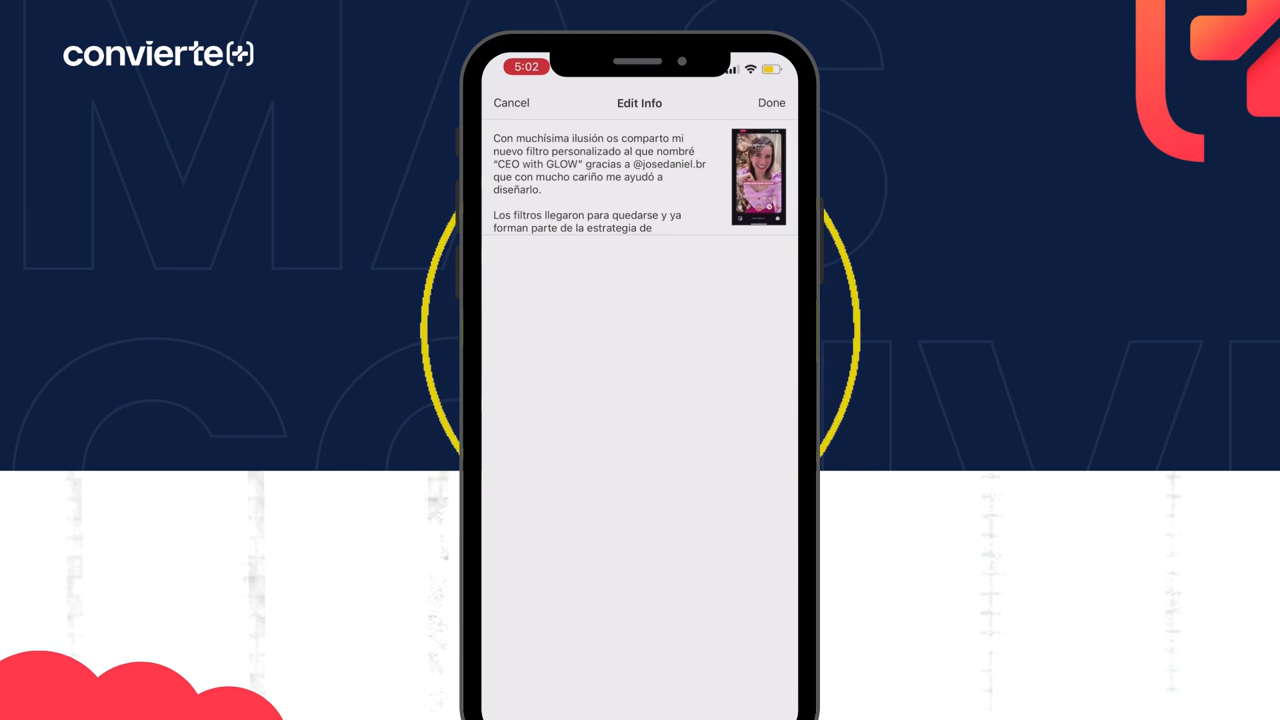 MAS
convierte[+]
5:02
Cancel
Edit Info
Done
Con muchísima ilusión os comparto mi
nuevo filtro personalizado al que nombré
“CEO with GLOW” gracias a @josedaniel.br
que con mucho cariño me ayudó a
diseñarlo.
Los filtros llegaron para quedarse y ya
forman parte de la estrategia de